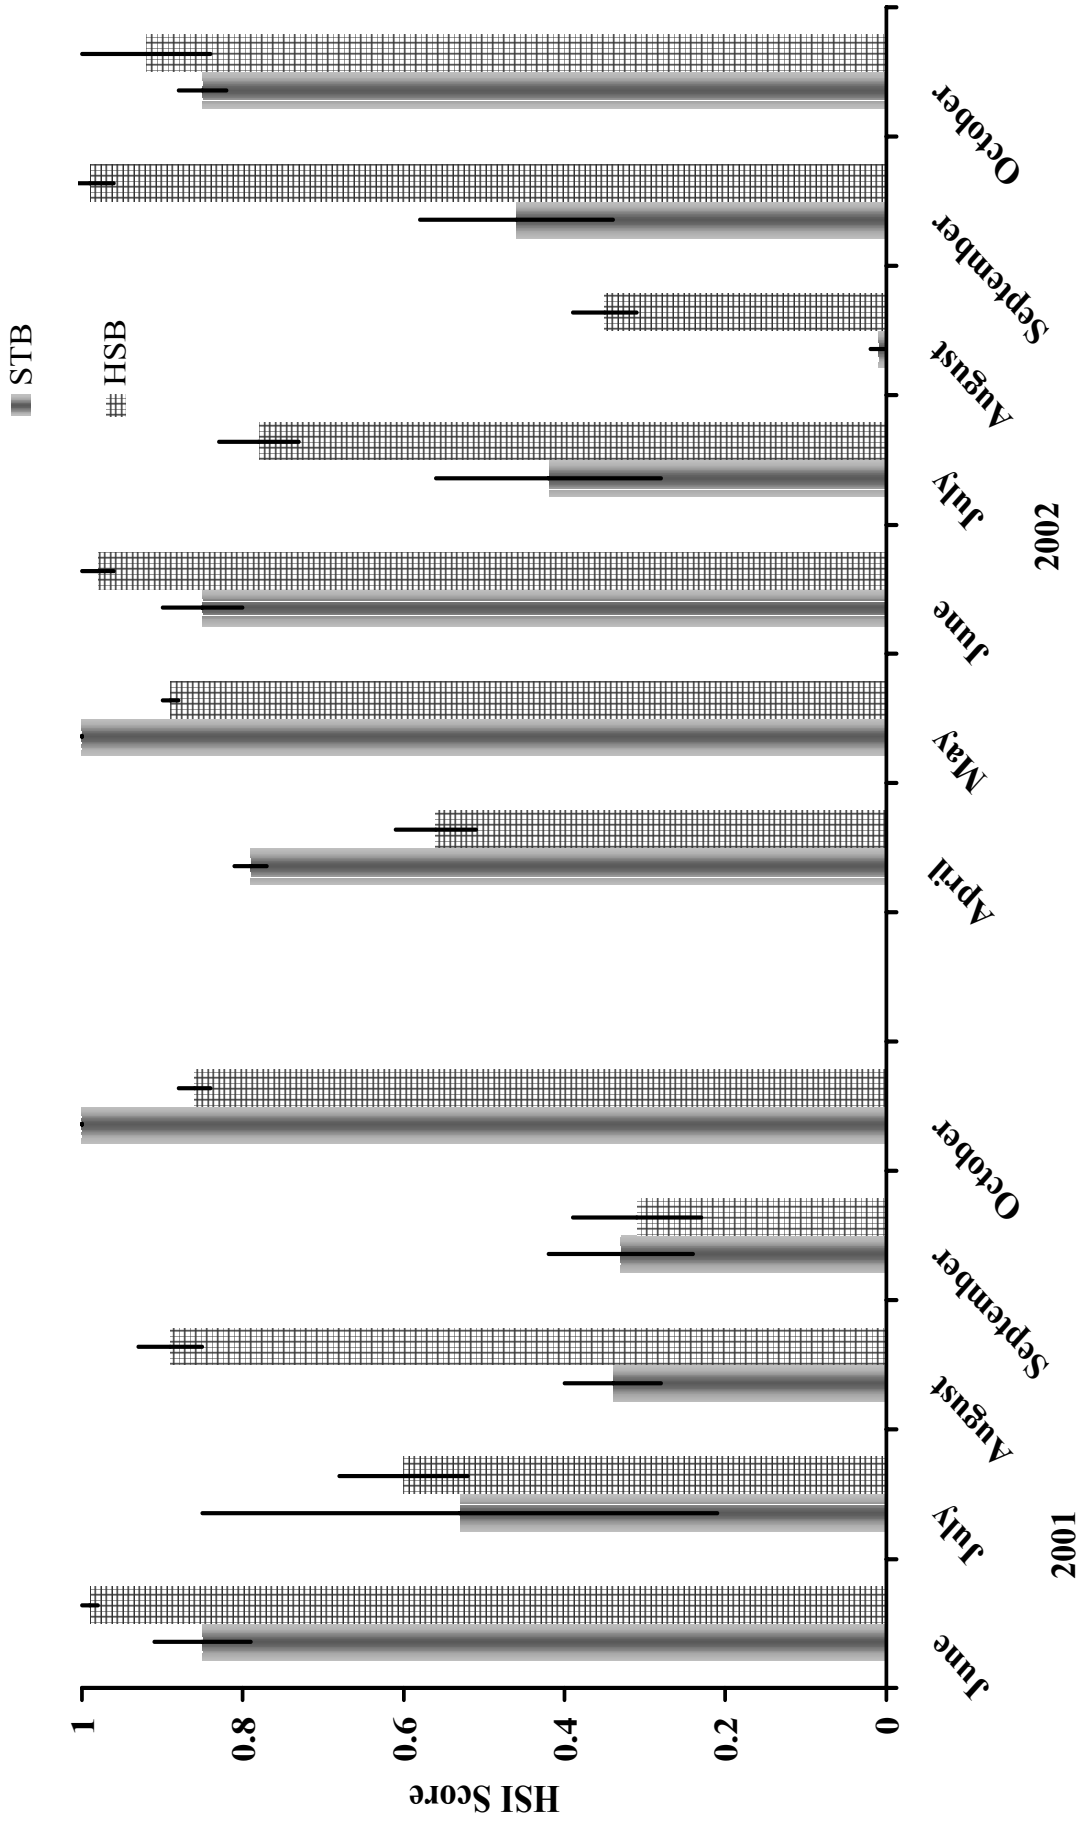 STB
HSB
HSI Score
1
0.8
0.6
0.4
0.2
0
June
July
August
September
October
April
May
June
July
August
September
October
2001
2002